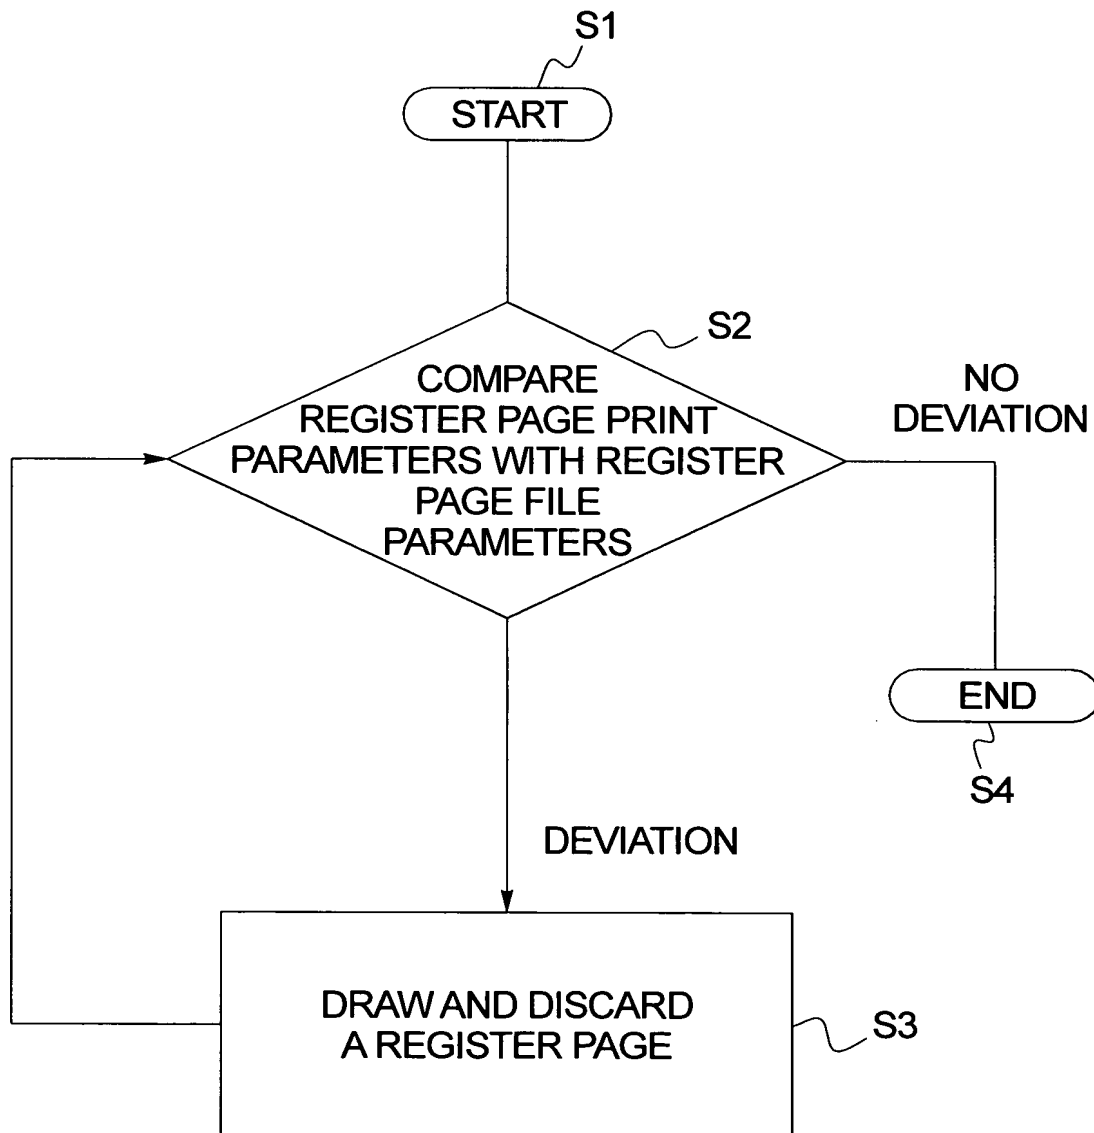 S1
START
S2
COMPARE
REGISTER PAGE PRINT
PARAMETERS WITH REGISTER
PAGE FILE
PARAMETERS
NO
DEVIATION
END
S4
DEVIATION
DRAW AND DISCARD
A REGISTER PAGE
S3